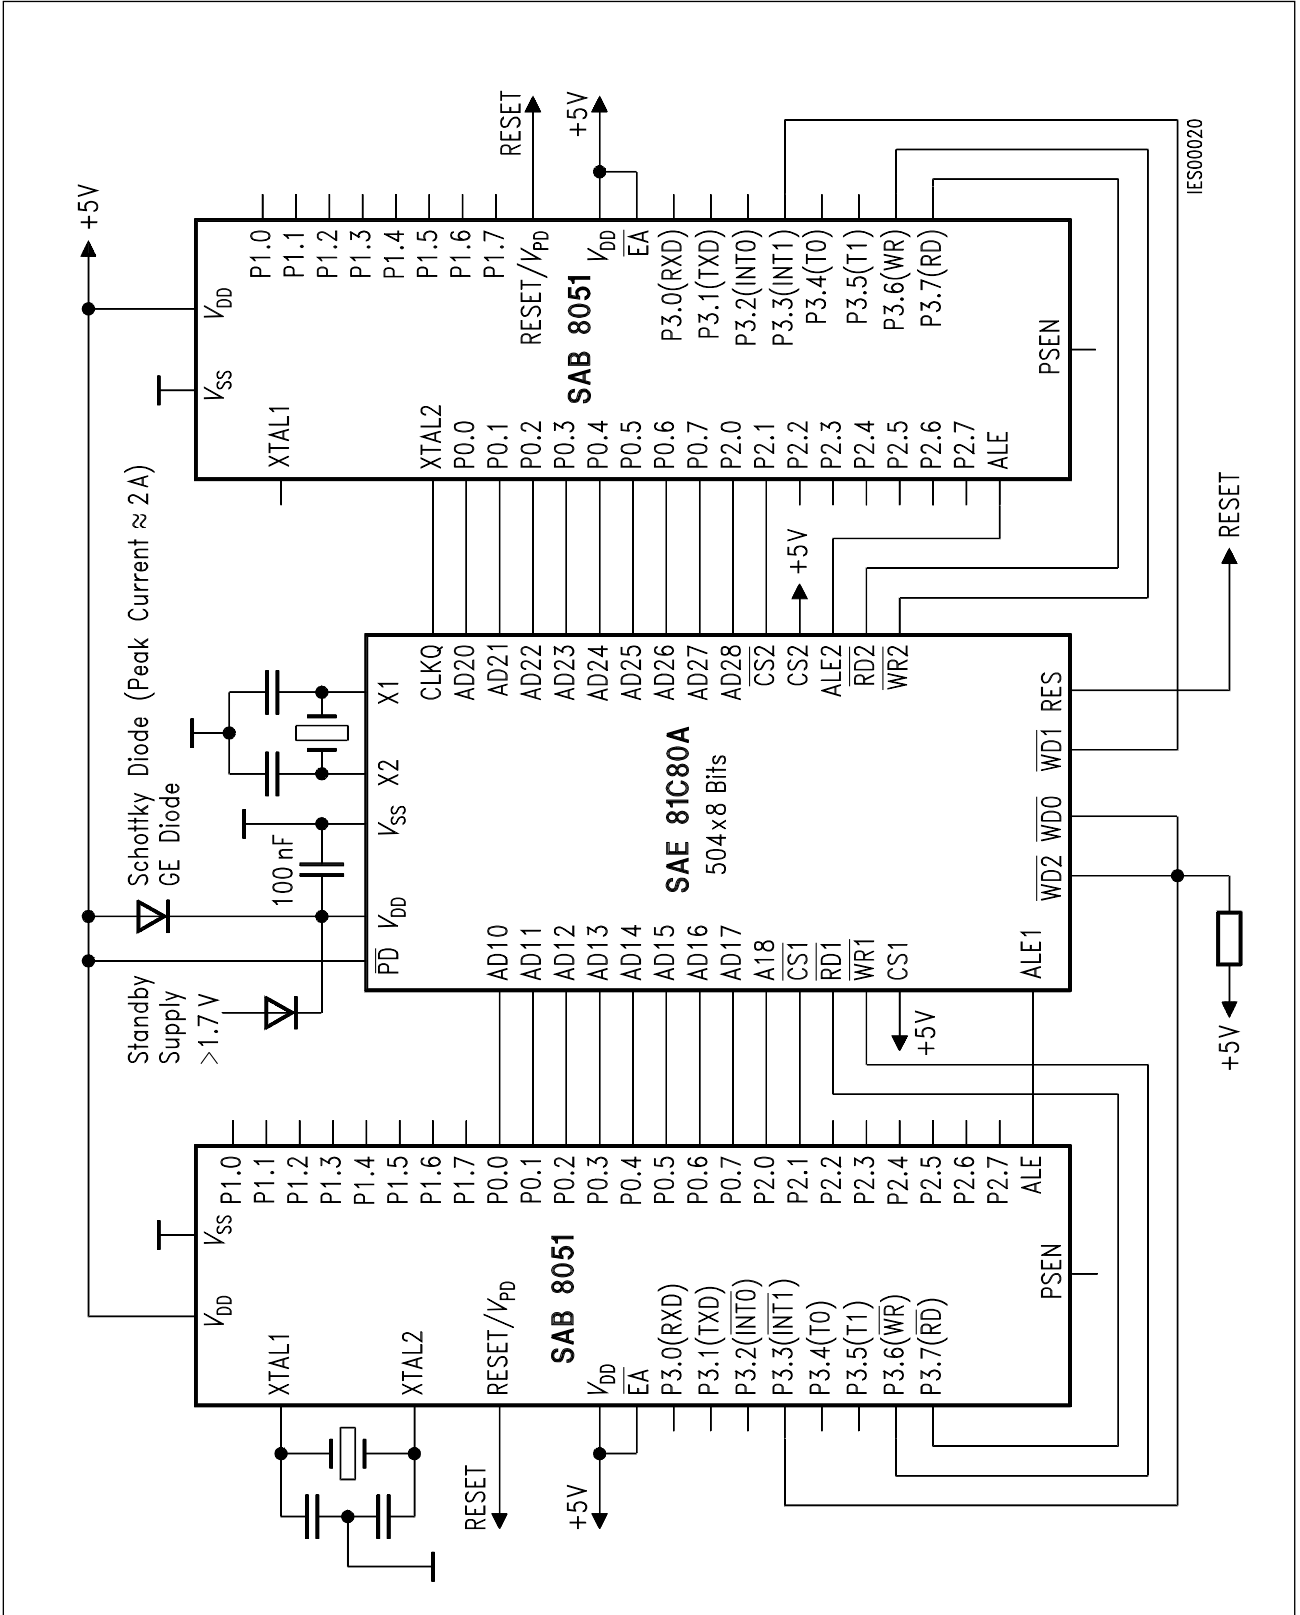 +5V
Standby
Supply
>1.7 V
Schottky Diode (Peak Current ≈ 2 A)
GE Diode
100 nF
VDD
VSS
XTAL1
XTAL2
RESET/VPD
RESET
SAB 8051
VDD
EA
+5V
P3.0(RXD)
P3.1(TXD)
P3.2(INT0)
P3.3(INT1)
P3.4(T0)
P3.5(T1)
P3.6(WR)
P3.7(RD)
PSEN
P1.0
P1.1
P1.2
P1.3
P1.4
P1.5
P1.6
P1.7
P0.0
P0.1
P0.2
P0.3
P0.4
P0.5
P0.6
P0.7
P2.0
P2.1
P2.2
P2.3
P2.4
P2.5
P2.6
P2.7
ALE
PD
VDD
VSS
X2
X1
AD10
AD11
AD12
AD13
AD14
AD15
AD16
AD17
A18
CS1
RD1
WR1
CS1
+5V
ALE1
SAE 81C80A
504x8 Bits
CLKQ
AD20
AD21
AD22
AD23
AD24
AD25
AD26
AD27
AD28
CS2
CS2
+5V
ALE2
RD2
WR2
WD2
WD0
WD1
RES
+5V
RESET
VSS
VDD
XTAL1
XTAL2
P0.0
P0.1
P0.2
P0.3
P0.4
P0.5
P0.6
P0.7
P2.0
P2.1
P2.2
P2.3
P2.4
P2.5
P2.6
P2.7
ALE
SAB 8051
PSEN
P1.0
P1.1
P1.2
P1.3
P1.4
P1.5
P1.6
P1.7
RESET/VPD
RESET
VDD
EA
+5V
P3.0(RXD)
P3.1(TXD)
P3.2(INT0)
P3.3(INT1)
P3.4(T0)
P3.5(T1)
P3.6(WR)
P3.7(RD)
IES00020